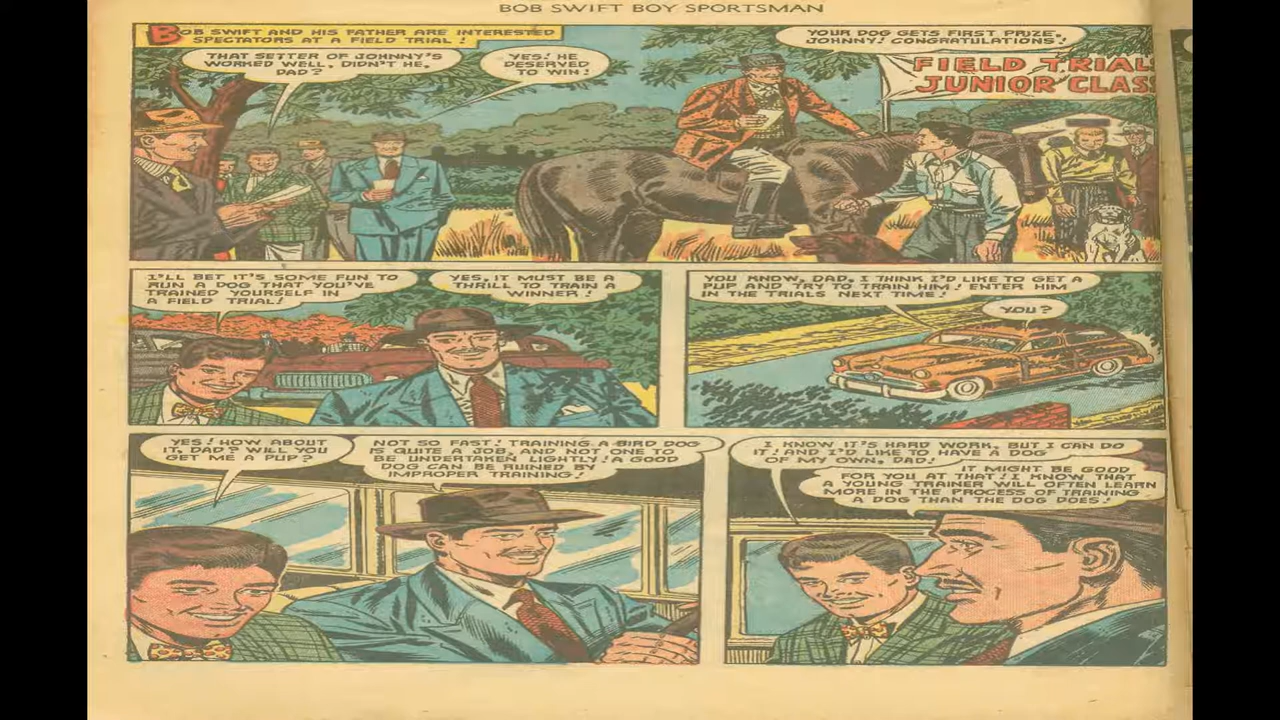 BOB SWIFT BOY SPORTSMAN
BOB SWIFT AND HIS FATHER ARE INTERESTED
SPECTATORS AT A FIELD TRIAL!
THAT SETTER OF JOHNNY'S
WORKED WELL, DIDN'T HE,
DAD?
YES! HE
DESERVED
TO WIN!
YOUR DOG GETS FIRST PRIZE,
JOHNNY! CONGRATULATIONS!
FIELD TRIAL
JUNIOR CLASS
I'LL BET IT'S SOME FUN TO
RUN A DOG THAT YOU'VE
TRAINED YOURSELF IN
A FIELD TRIAL!
YES, IT MUST BE A
THRILL TO TRAIN A
WINNER!
YOU KNOW, DAD, I THINK I'D LIKE TO GET A
PUP AND TRY TO TRAIN HIM! ENTER HIM
IN THE TRIALS NEXT TIME!
YOU?
YES! HOW ABOUT
IT, DAD? WILL YOU
GET ME A PUP?
NOT SO FAST! TRAINING A BIRD DOG
IS QUITE A JOB, AND NOT ONE TO
BE UNDERTAKEN LIGHTLY! A GOOD
DOG CAN BE RUINED BY
IMPROPER TRAINING!
I KNOW IT'S HARD WORK, BUT I CAN DO
IT! AND I'D LIKE TO HAVE A DOG
OF MY OWN, DAD!
IT MIGHT BE GOOD
FOR YOU AT THAT! I KNOW THAT
A YOUNG TRAINER WILL OFTEN LEARN
MORE IN THE PROCESS OF TRAINING
A DOG THAN THE DOG DOES!